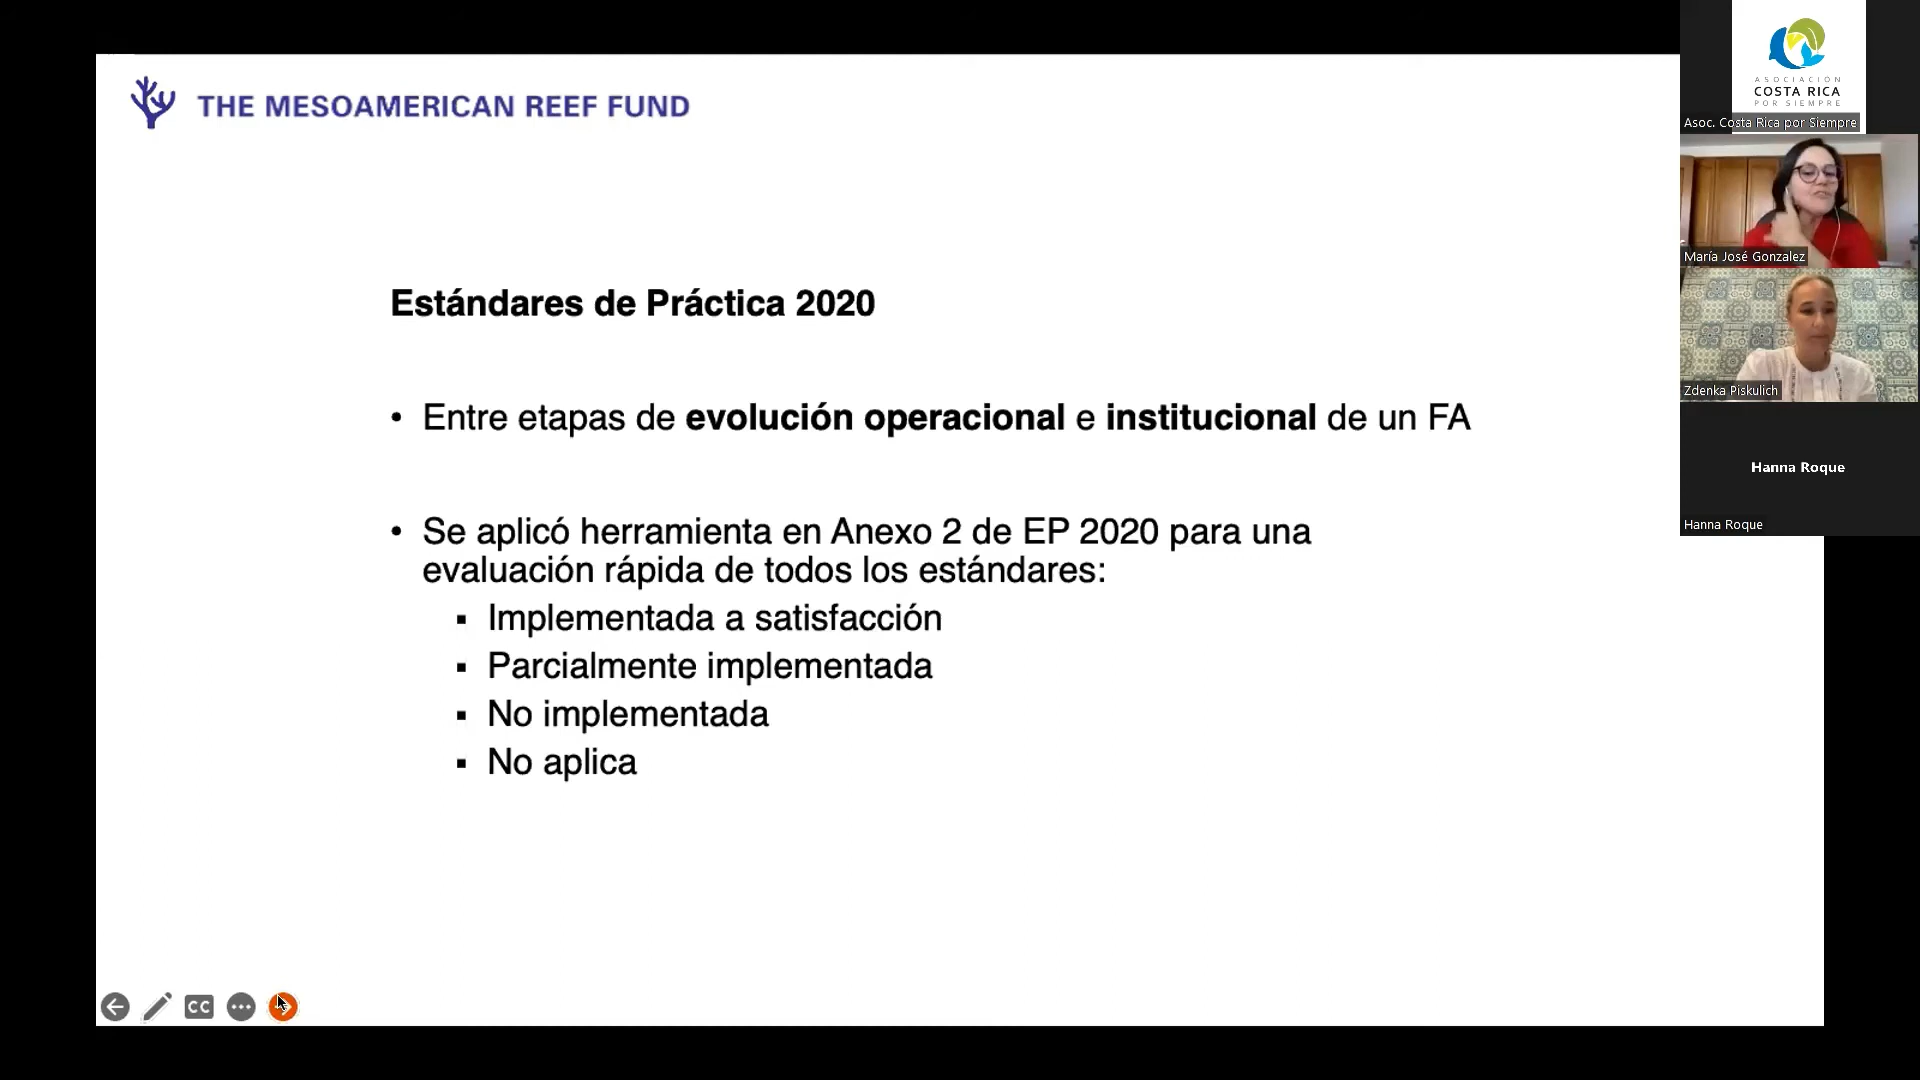 THE MESOAMERICAN REEF FUND
Estándares de Práctica 2020
• Entre etapas de evolución operacional e institucional de un FA
• Se aplicó herramienta en Anexo 2 de EP 2020 para una
evaluación rápida de todos los estándares:
▪ Implementada a satisfacción
▪ Parcialmente implementada
▪ No implementada
▪ No aplica
CC
ASOCIACIÓN
COSTA RICA
POR SIEMPRE
Asoc. Costa Rica por Siempre
María José Gonzalez
Zdenka Piskulich
Hanna Roque
Hanna Roque